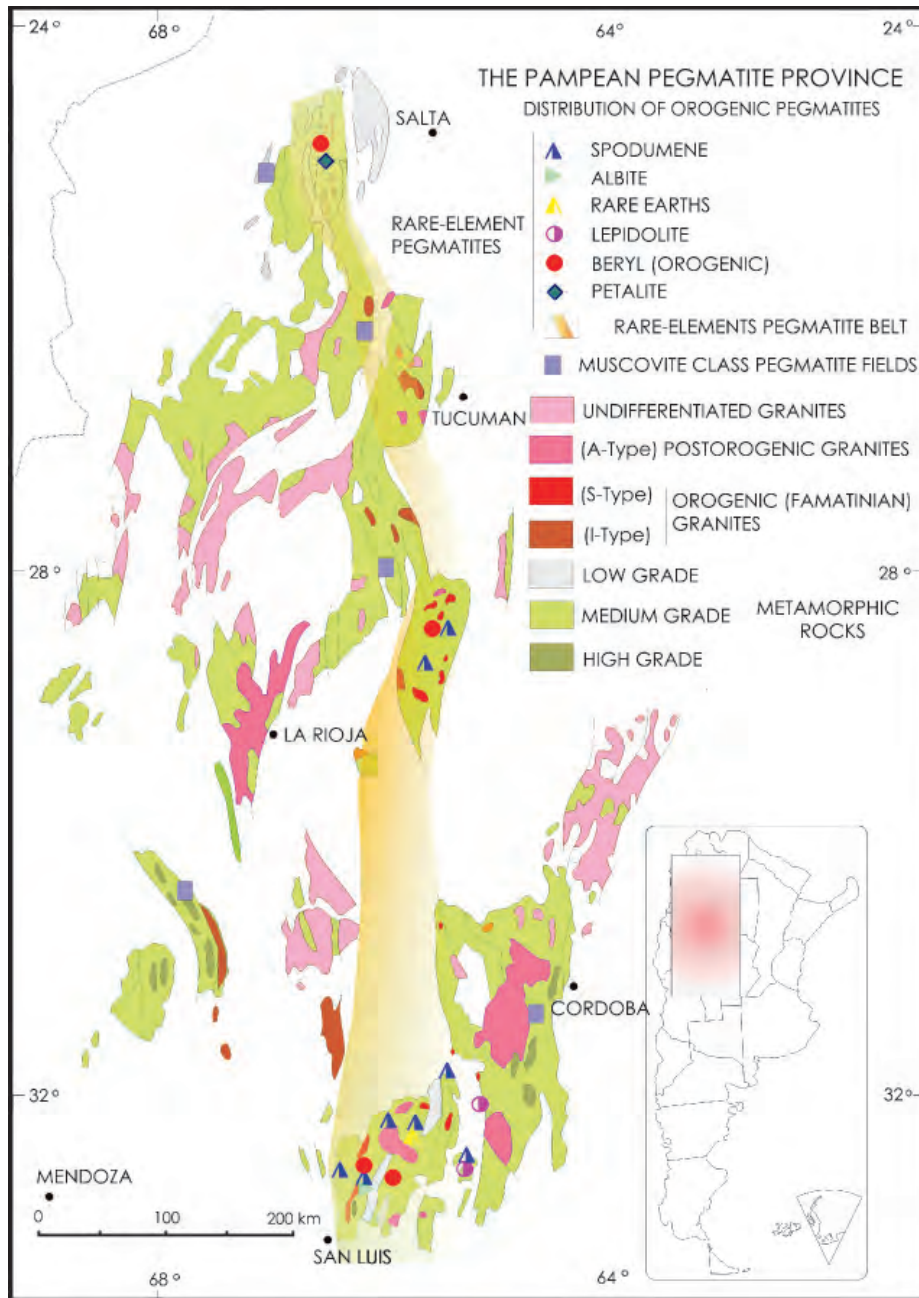 24 º
68 º
64 º
24 º
THE PAMPEAN PEGMATITE PROVINCE
DISTRIBUTION OF OROGENIC PEGMATITES
SALTA
SPODUMENE
ALBITE
RARE EARTHS
LEPIDOLITE
BERYL (OROGENIC)
PETALITE
RARE-ELEMENT
PEGMATITES
RARE-ELEMENTS PEGMATITE BELT
MUSCOVITE CLASS PEGMATITE FIELDS
TUCUMAN
UNDIFFERENTIATED GRANITES
(A-Type) POSTOROGENIC GRANITES
(S-Type)
(I-Type)
OROGENIC (FAMATINIAN)
GRANITES
28 º
28 º
LOW GRADE
MEDIUM GRADE
HIGH GRADE
METAMORPHIC
ROCKS
LA RIOJA
CORDOBA
32 º
32 º
MENDOZA
0 100 200 km
SAN LUIS
68 º
64 º